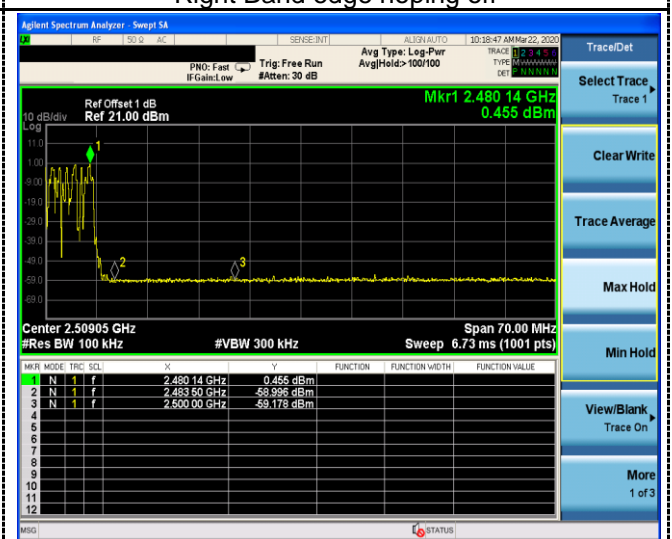 Right Band edge hoping off
Agilent Spectrum Analyzer - Swept SA
RF 50 Ω AC SENSE:INT ALIGN AUTO 10:18:47 AM Mar 22, 2020
Avg Type: Log-Pwr TRACE 1 2 3 4 5 6
PNO: Fast Trig: Free Run Avg|Hold:> 100/100 TYPE
IFGain:Low #Atten: 30 dB DET P N N N N N
Mkr1 2.480 14 GHz
Ref Offset 1 dB
10 dB/div Ref 21.00 dBm 0.455 dBm
Log
11.0
1.00
-9.00
-19.0
-29.0
-39.0
-49.0
-59.0
-69.0
1
2
3
Center 2.50905 GHz Span 70.00 MHz
#Res BW 100 kHz #VBW 300 kHz Sweep 6.73 ms (1001 pts)
MKR MODE TRC SCL X Y FUNCTION FUNCTION WIDTH FUNCTION VALUE
1 N 1 f 2.480 14 GHz 0.455 dBm
2 N 1 f 2.483 50 GHz -58.996 dBm
3 N 1 f 2.500 00 GHz -59.178 dBm
4
5
6
7
8
9
10
11
12
MSG STATUS
Trace/Det
Select Trace
Trace 1
Clear Write
Trace Average
Max Hold
Min Hold
View/Blank
Trace On
More
1 of 3